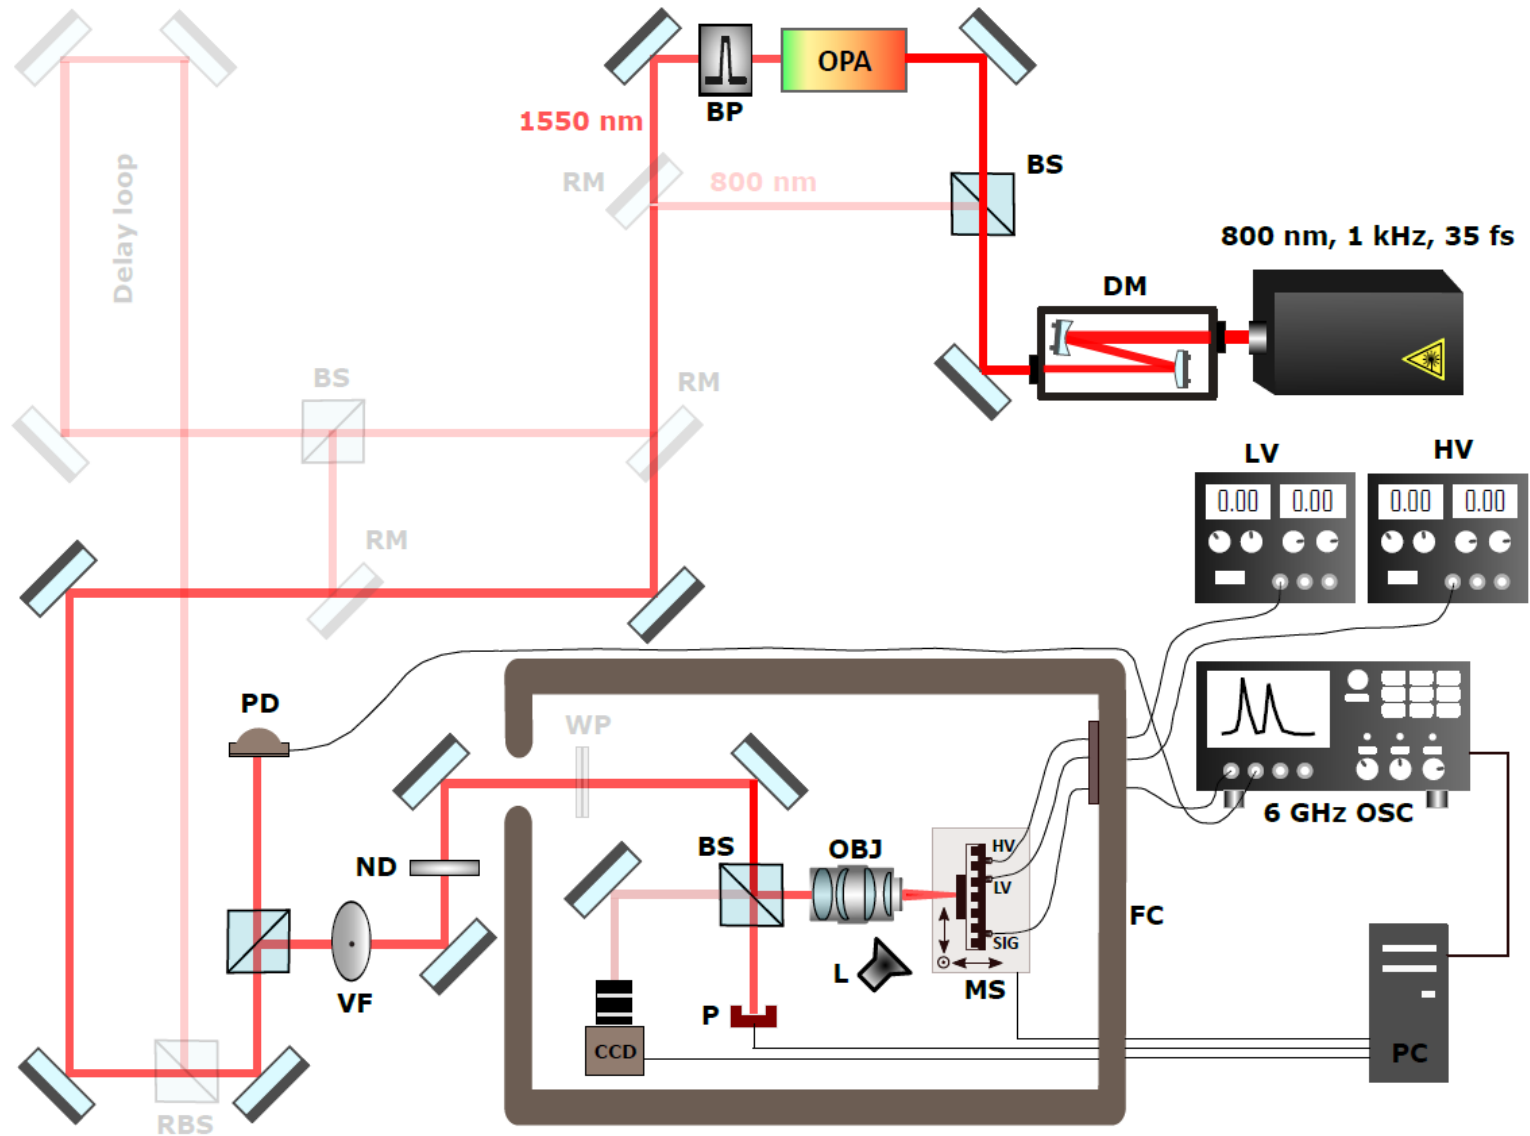 OPA
BP
1550 nm
BS
RM
800 nm
Delay loop
800 nm, 1 kHz, 35 fs
DM
BS
RM
LV
HV
0.00
0.00
0.00
0.00
RM
PD
WP
6 GHz OSC
ND
BS
OBJ
HV
LV
SIG
FC
VF
L
MS
P
CCD
PC
RBS